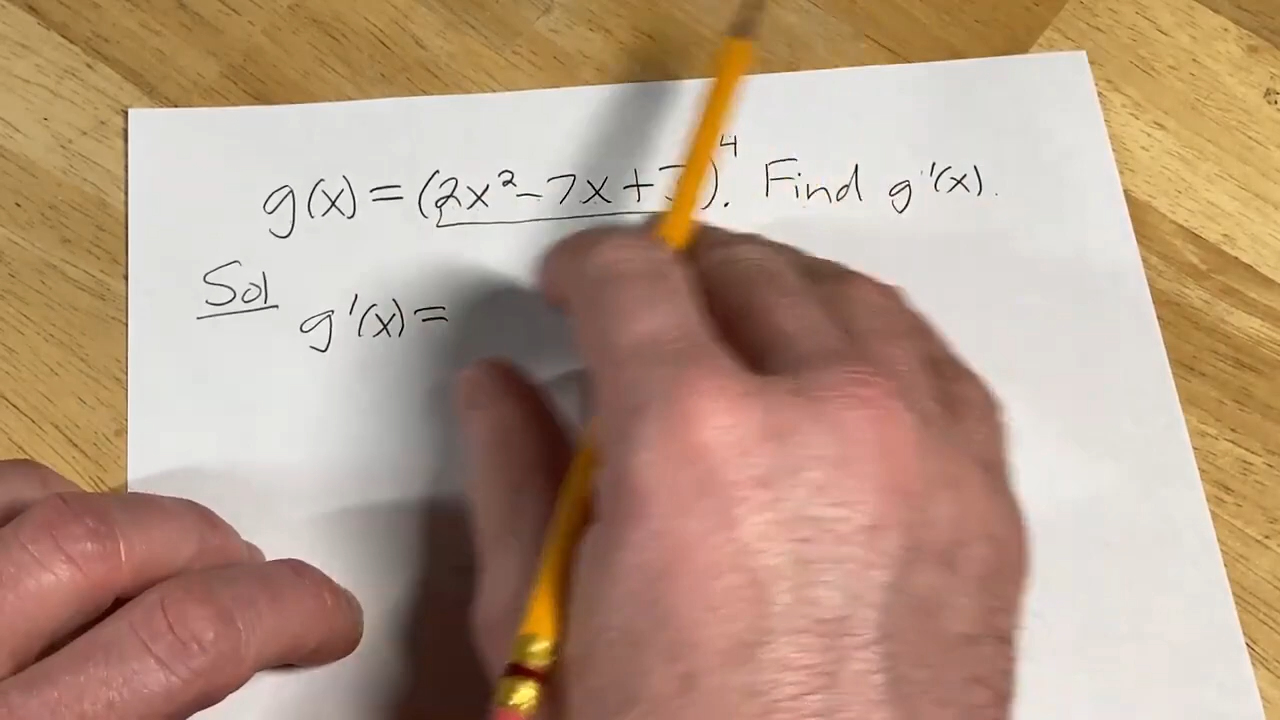 g(x) = (2x² - 7x + )⁴. Find g'(x).
Sol g'(x) =